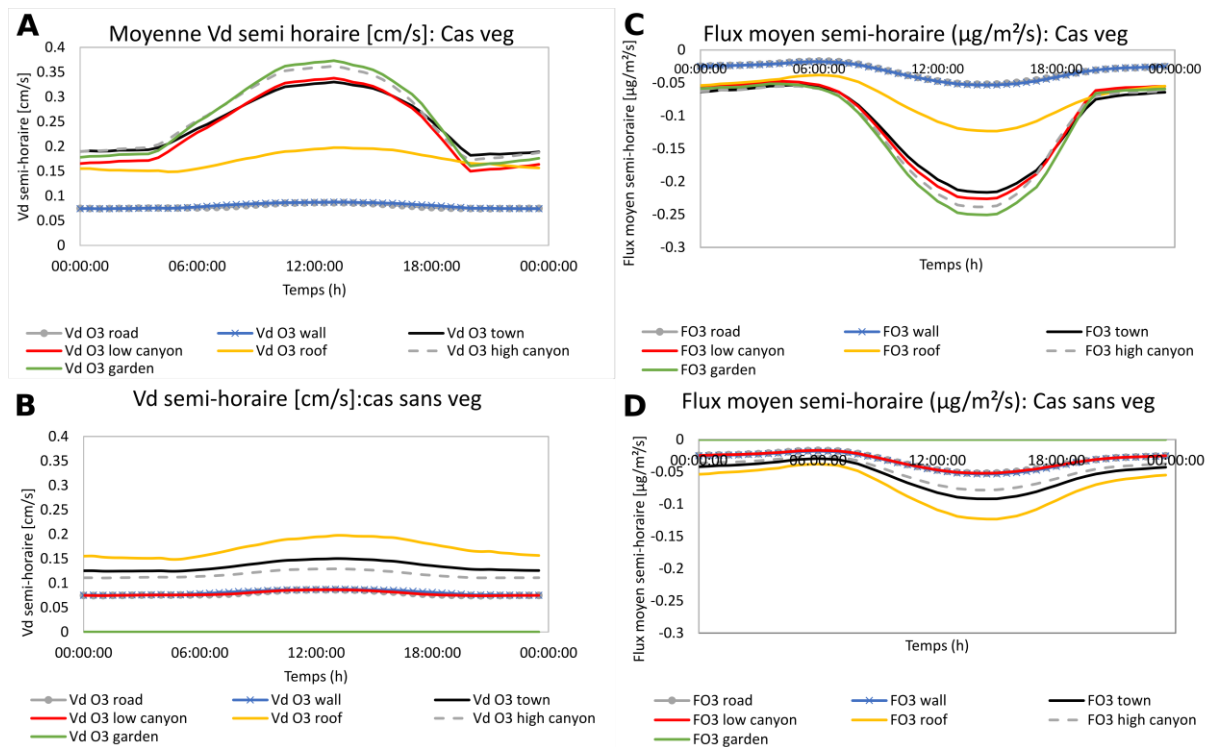 A
Moyenne Vd semi horaire [cm/s]: Cas veg
Vd semi-horaire [cm/s]
0.4
0.35
0.3
0.25
0.2
0.15
0.1
0.05
0
00:00:00 06:00:00 12:00:00 18:00:00 00:00:00
Temps (h)
Vd O3 road Vd O3 wall Vd O3 town
Vd O3 low canyon Vd O3 roof Vd O3 high canyon
Vd O3 garden
C
Flux moyen semi-horaire (µg/m²/s): Cas veg
Flux moyen semi-horaire [µg/m²/s]
0
00:00:00 06:00:00 12:00:00 18:00:00 00:00:00
-0.05
-0.1
-0.15
-0.2
-0.25
-0.3
Temps (h)
FO3 road FO3 wall FO3 town
FO3 low canyon FO3 roof FO3 high canyon
FO3 garden
B
Vd semi-horaire [cm/s]:cas sans veg
Vd semi-horaire [cm/s]
0.4
0.3
0.2
0.1
0
00:00:00 06:00:00 12:00:00 18:00:00 00:00:00
Temps (h)
Vd O3 road Vd O3 wall Vd O3 town
Vd O3 low canyon Vd O3 roof Vd O3 high canyon
Vd O3 garden
D
Flux moyen semi-horaire (µg/m²/s): Cas sans veg
Flux moyen semi-horaire [µg/m²/s]
0
00:00:00 06:00:00 12:00:00 18:00:00 00:00:00
-0.05
-0.1
-0.15
-0.2
-0.25
-0.3
Temps (h)
FO3 road FO3 wall FO3 town
FO3 low canyon FO3 roof FO3 high canyon
FO3 garden